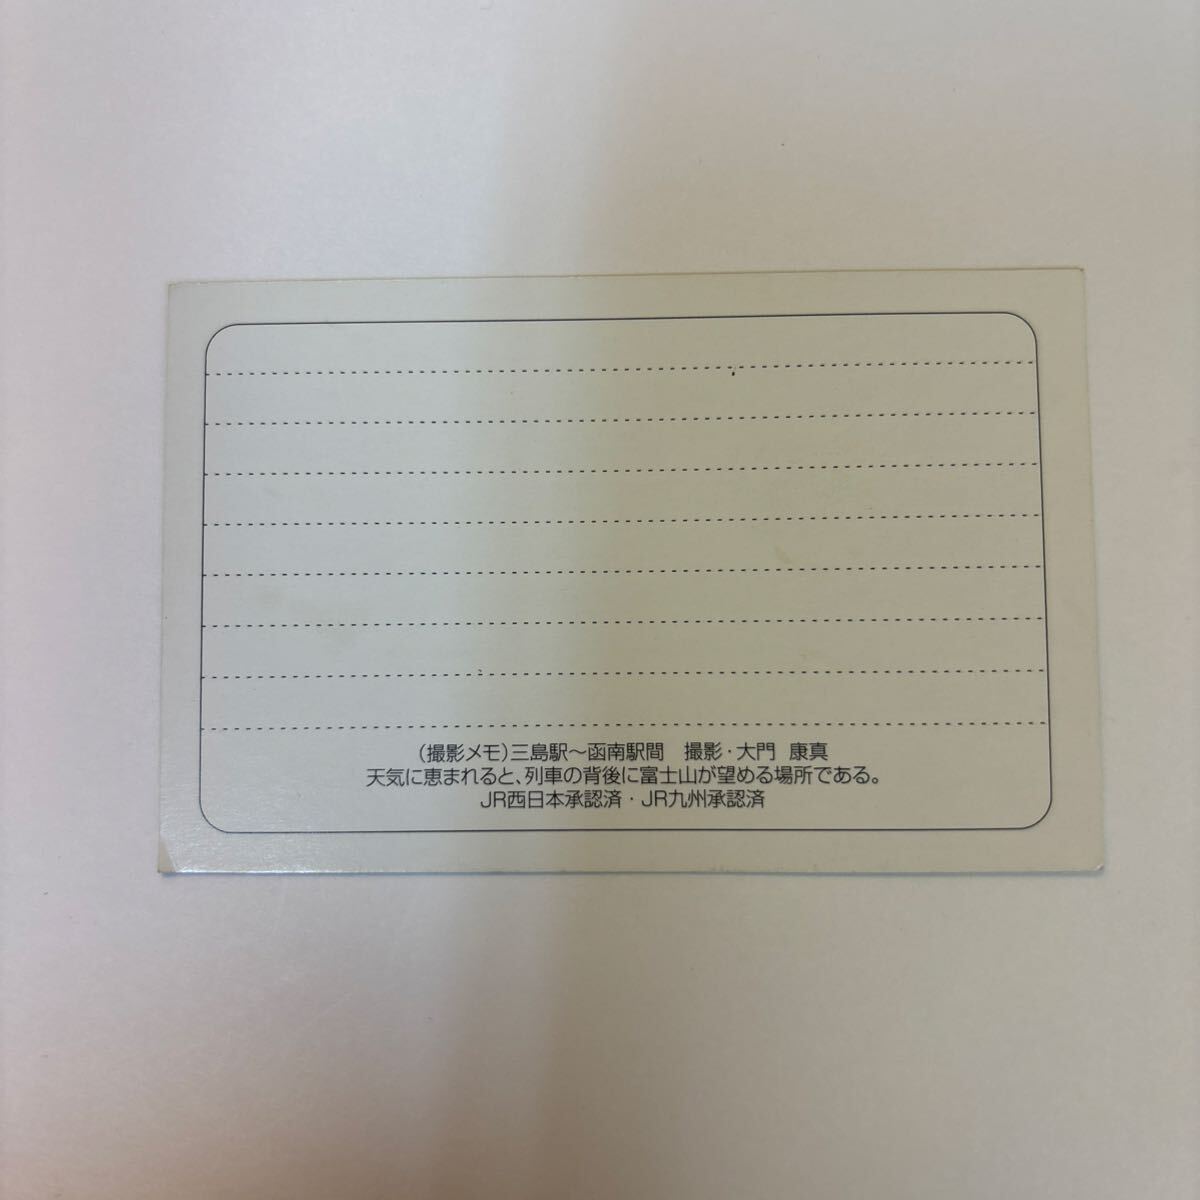 (撮影メモ)三島駅～函南駅間　撮影・大門 康真
天気に恵まれると、列車の背後に富士山が望める場所である。
JR西日本承認済・JR九州承認済